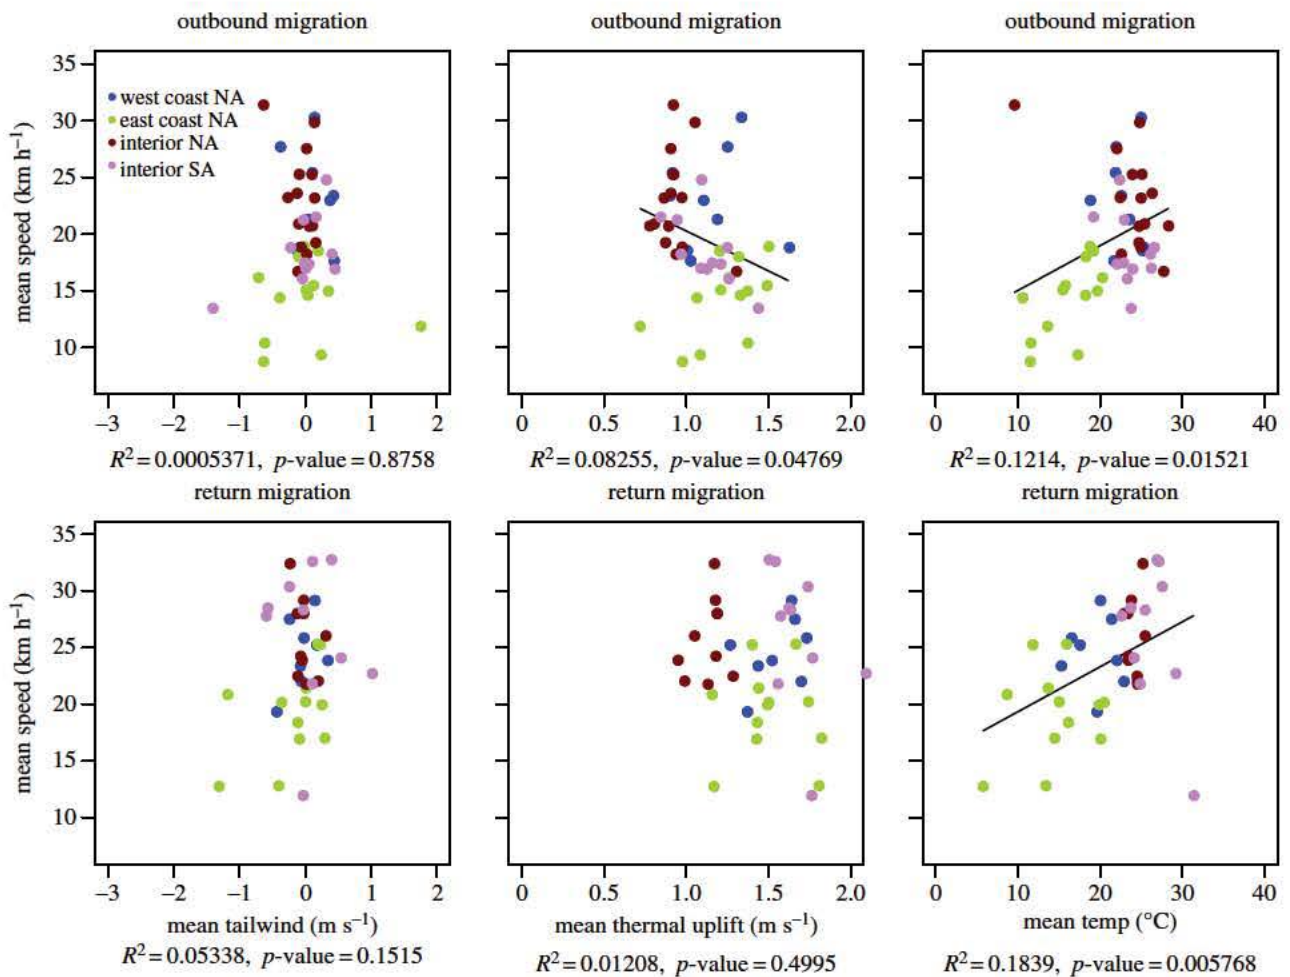 outbound migration
outbound migration
outbound migration
mean speed (km h⁻¹)
35
30
25
20
15
10
west coast NA
east coast NA
interior NA
interior SA
−3 −2 −1 0 1 2
0 0.5 1.0 1.5 2.0
0 10 20 30 40
R² = 0.0005371, p-value = 0.8758
R² = 0.08255, p-value = 0.04769
R² = 0.1214, p-value = 0.01521
return migration
return migration
return migration
mean speed (km h⁻¹)
35
30
25
20
15
10
−3 −2 −1 0 1 2
0 0.5 1.0 1.5 2.0
0 10 20 30 40
mean tailwind (m s⁻¹)
mean thermal uplift (m s⁻¹)
mean temp (°C)
R² = 0.05338, p-value = 0.1515
R² = 0.01208, p-value = 0.4995
R² = 0.1839, p-value = 0.005768